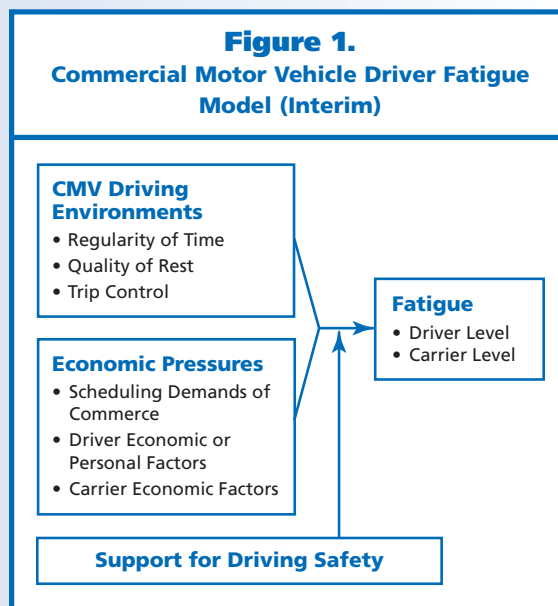 Figure 1.
Commercial Motor Vehicle Driver Fatigue
Model (Interim)
CMV Driving
Environments
• Regularity of Time
• Quality of Rest
• Trip Control
Economic Pressures
• Scheduling Demands of
Commerce
• Driver Economic or
Personal Factors
• Carrier Economic Factors
Fatigue
• Driver Level
• Carrier Level
Support for Driving Safety